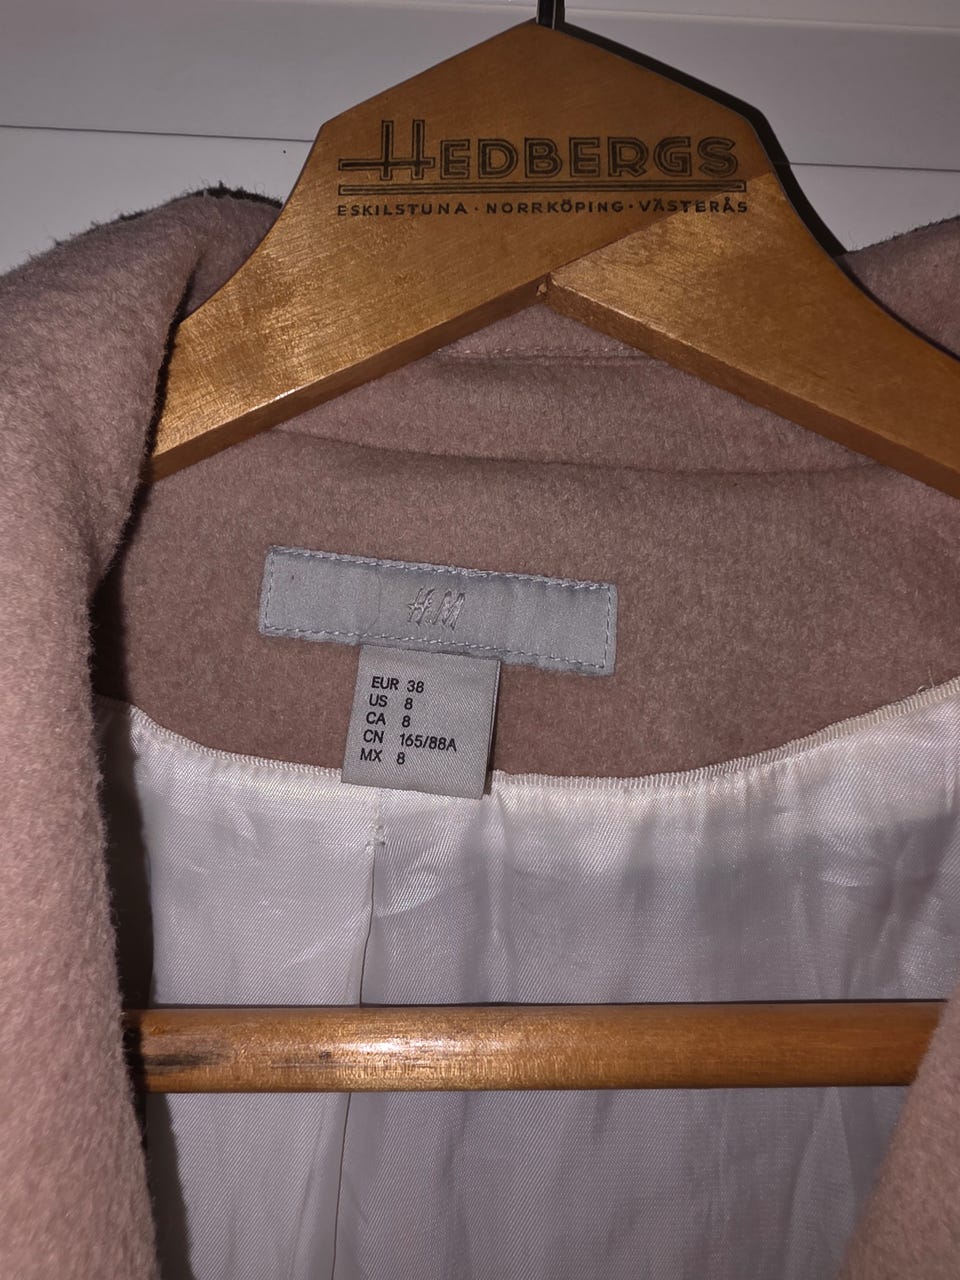 HEDBERGS
ESKILSTUNA · NORRKÖPING · VÄSTERÅS
H&M
EUR 38
US 8
CA 8
CN 165/88A
MX 8